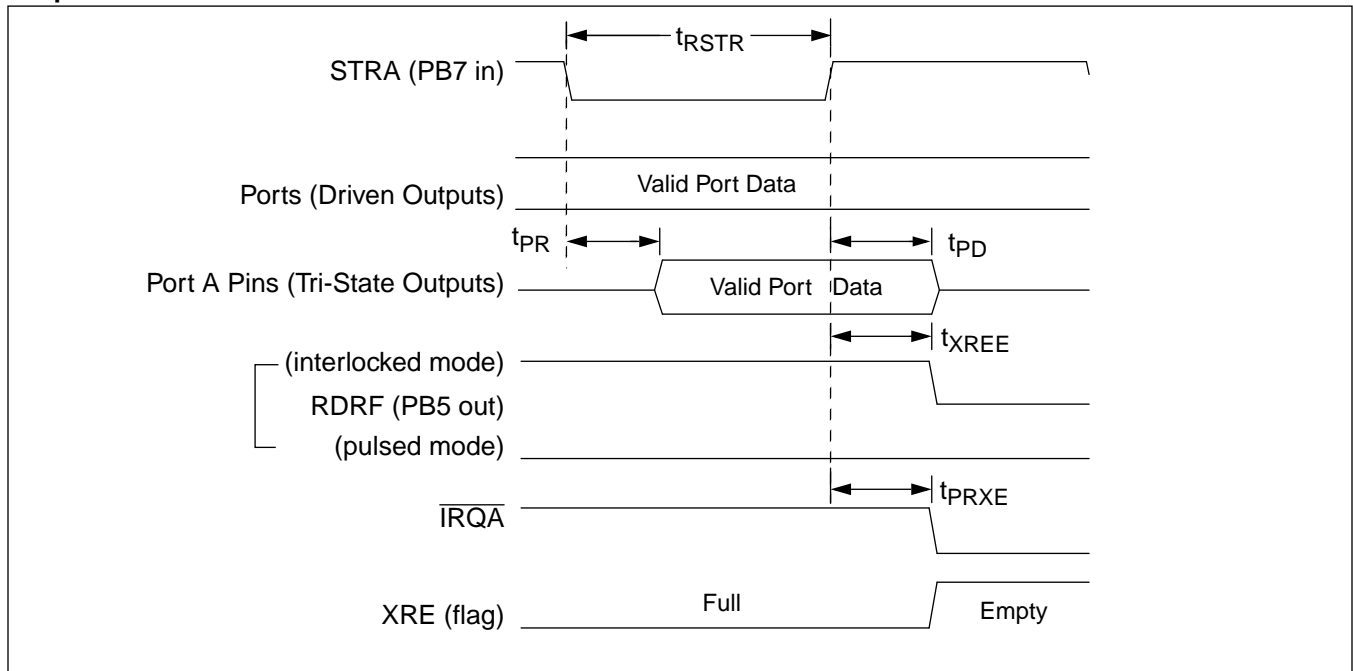 tRSTR
STRA (PB7 in)
Valid Port Data
Ports (Driven Outputs)
tPR
tPD
Port A Pins (Tri-State Outputs)
Valid Port Data
tXREE
(interlocked mode)
RDRF (PB5 out)
(pulsed mode)
tPRXE
IRQA
Full
XRE (flag)
Empty